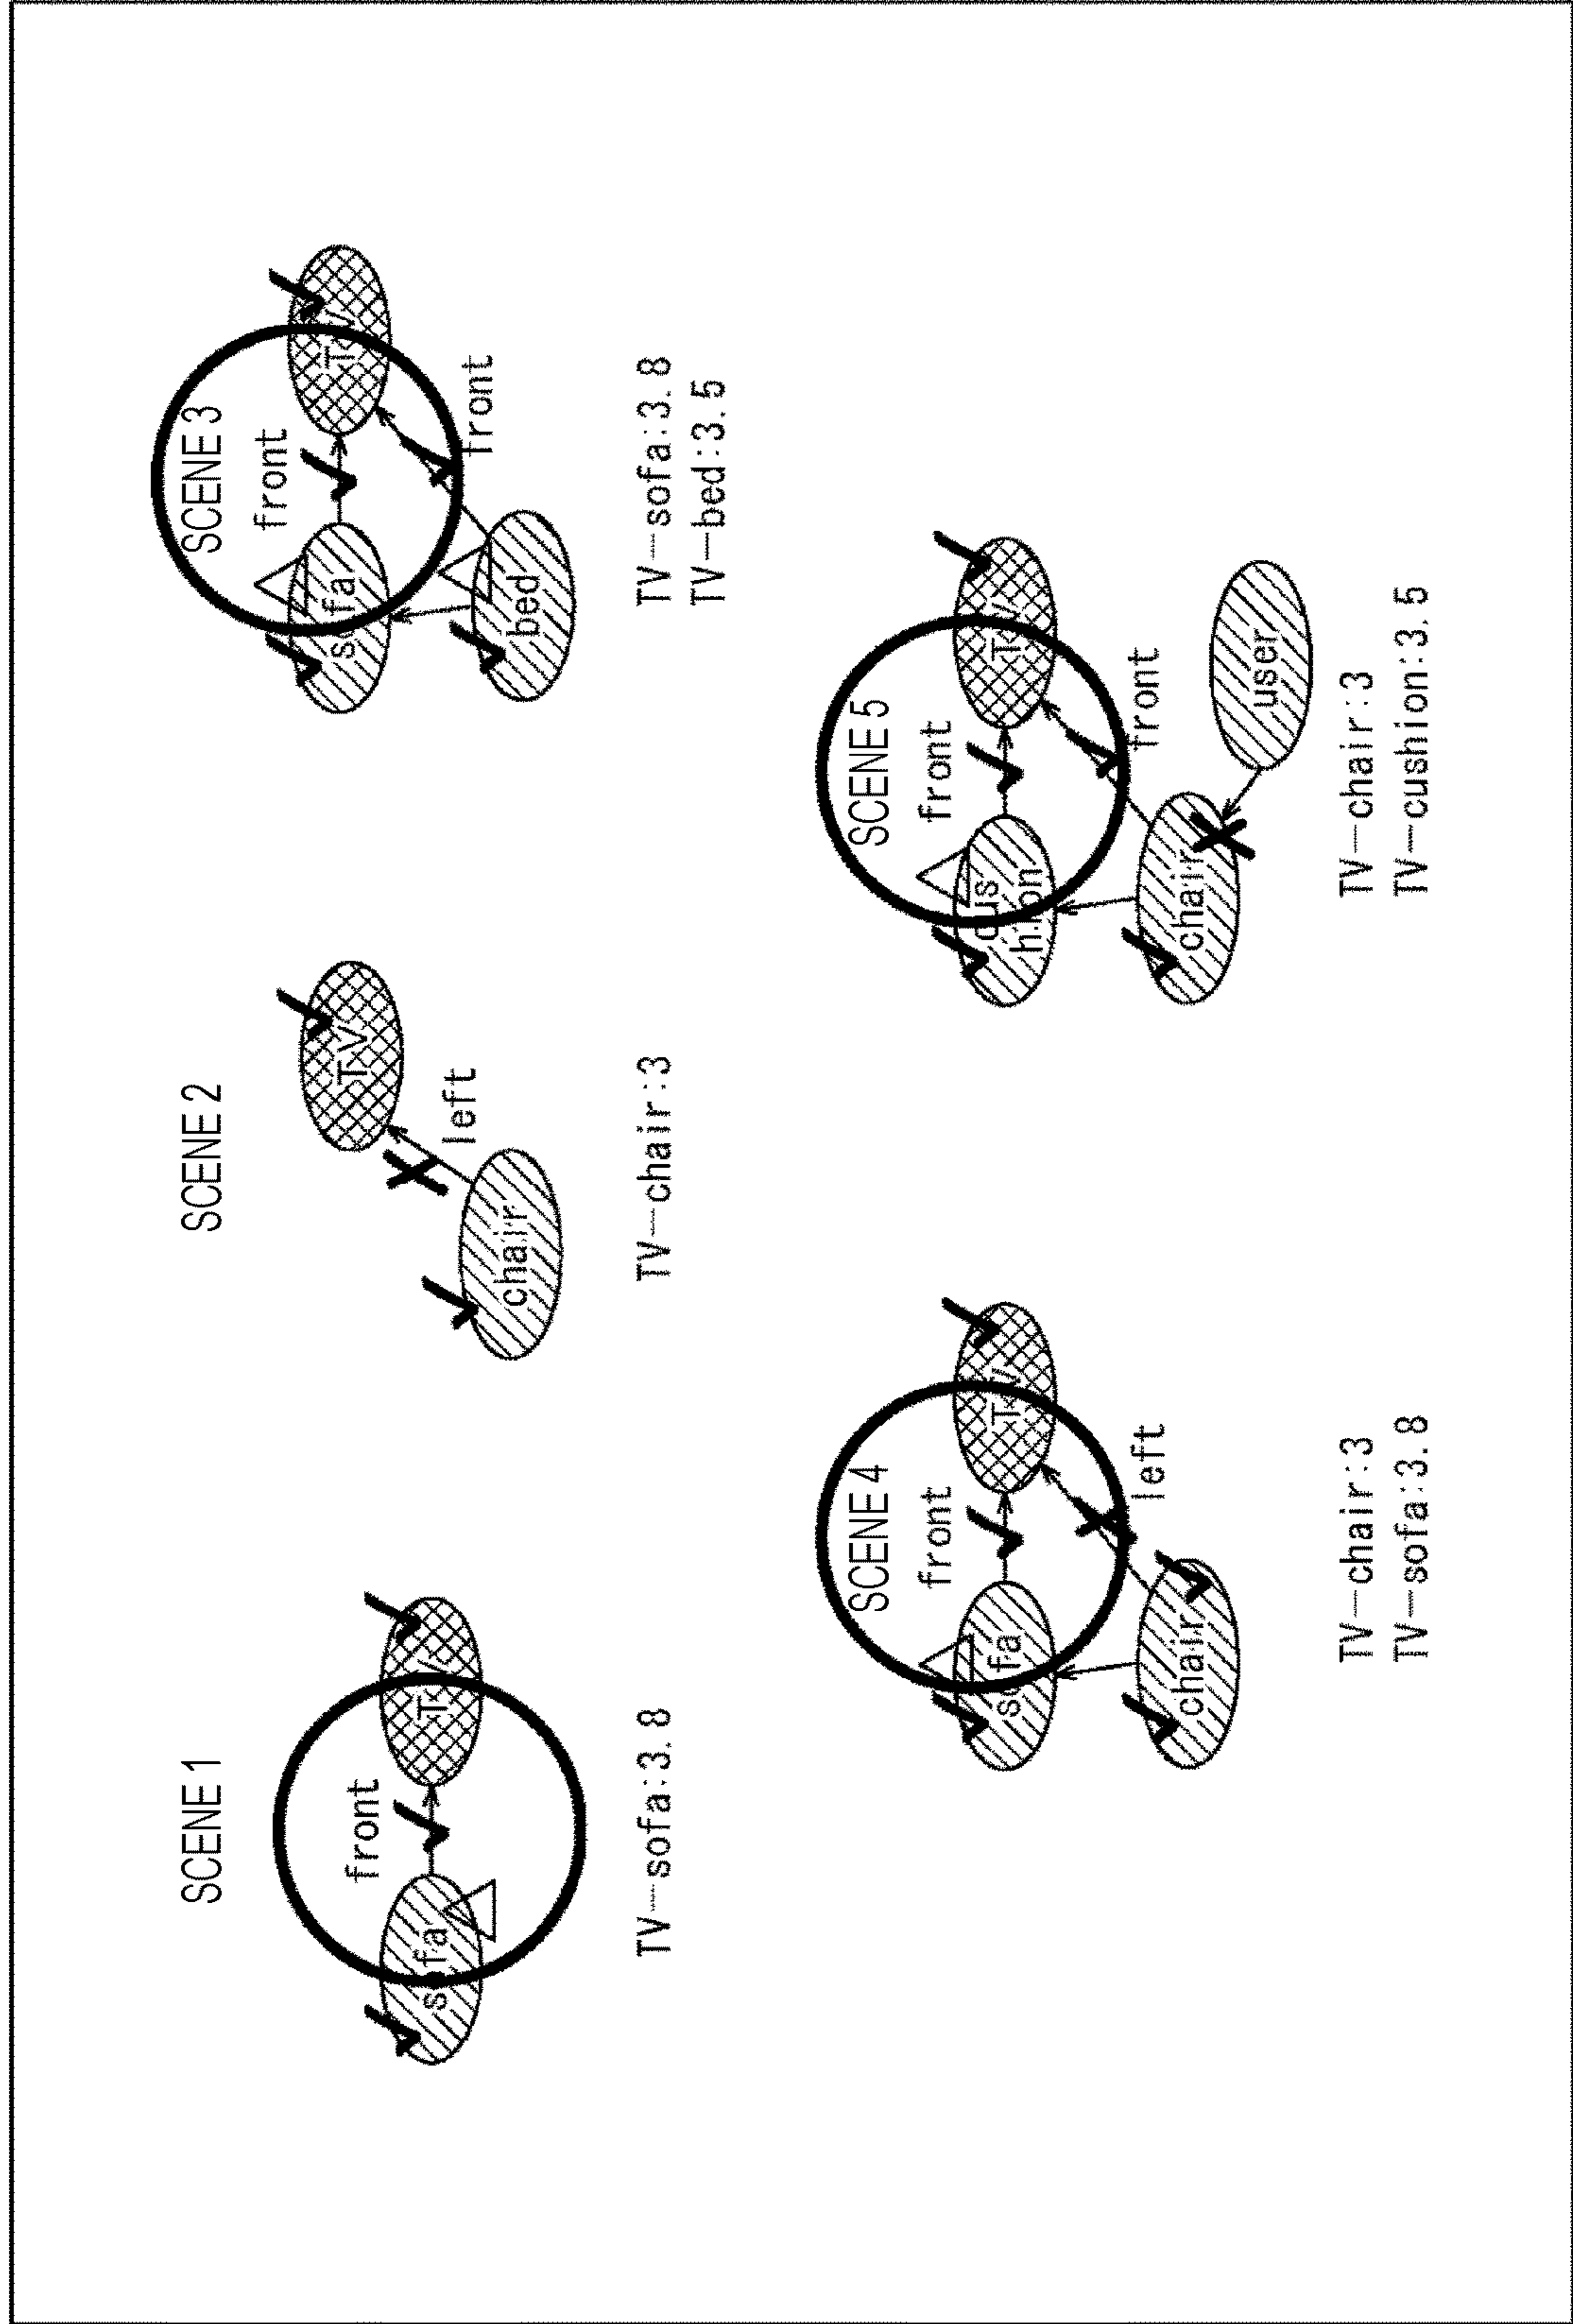 SCENE 1
front
sofa
TV
TV—sofa:3.8
SCENE 2
TV
left
chair
TV—chair:3
SCENE 3
front
sofa
TV
front
bed
TV—sofa:3.8
TV—bed:3.5
SCENE 4
front
sofa
TV
left
chair
TV—chair:3
TV—sofa:3.8
SCENE 5
front
cus
hion
TV
front
chair
user
TV—chair:3
TV—cushion:3.5